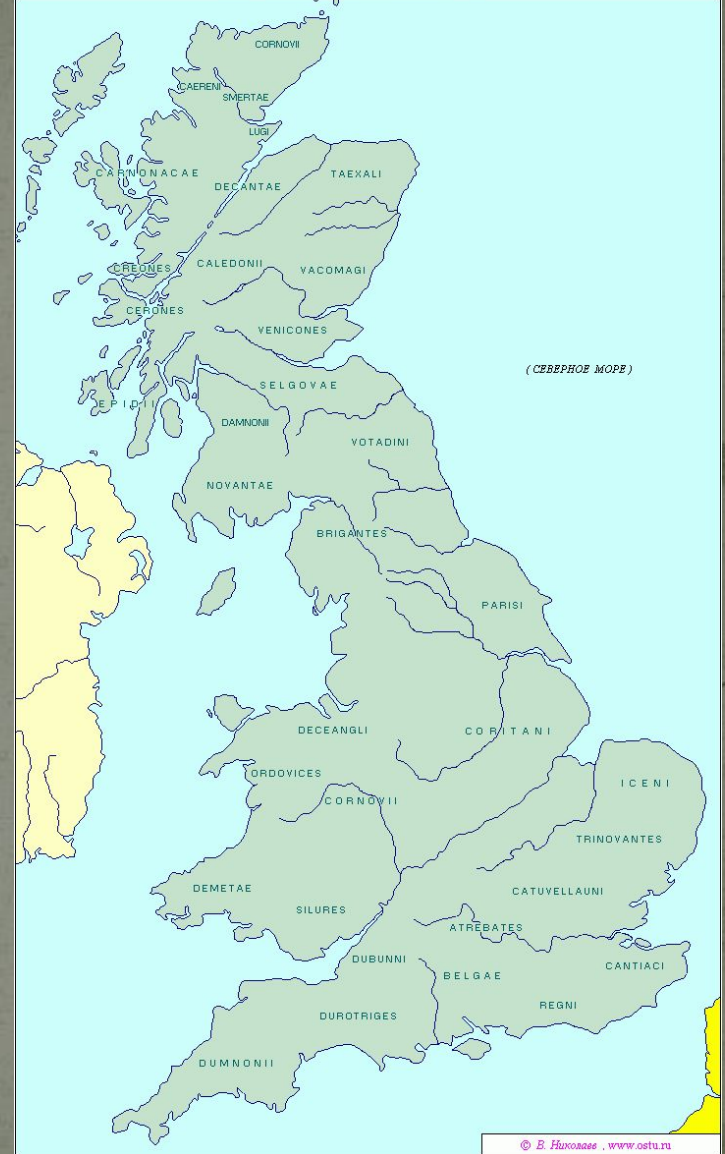 CORNOVII
CAERENI
SMERTAE
LUGI
CARNONACAE
TAEXALI
DECANTAE
CALEDONII
CREONES
VACOMAGI
CERONES
VENICONES
(СЕВЕРНОЕ МОРЕ)
SELGOVAE
EPIDII
DAMNONII
VOTADINI
NOVANTAE
BRIGANTES
PARISI
DECEANGLI
CORITANI
ORDOVICES
ICENI
CORNOVII
TRINOVANTES
DEMETAE
CATUVELLAUNI
SILURES
ATREBATES
DUBUNNI
CANTIACI
BELGAE
REGNI
DUROTRIGES
DUMNONII
© В. Николаев , www.ostu.ru